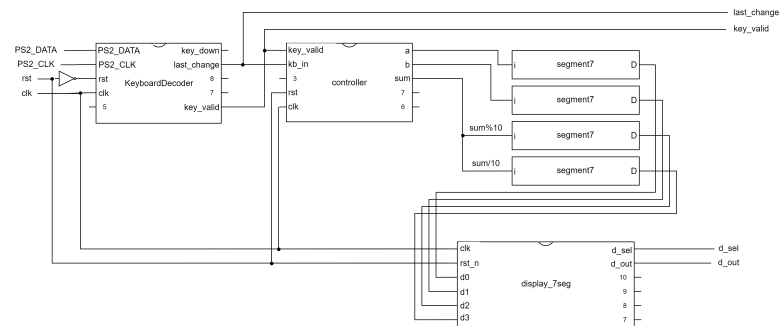 last_change
key_valid
PS2_DATA
PS2_CLK
rst
clk
PS2_DATA
key_down
PS2_CLK
last_change
rst
8
KeyboardDecoder
clk
7
5
key_valid
key_valid
a
kb_in
b
3
controller
sum
rst
7
clk
6
i
segment7
D
i
segment7
D
sum%10
i
segment7
D
sum/10
i
segment7
D
clk
d_sel
d_sel
rst_n
d_out
d_out
d0
10
display_7seg
d1
9
d2
8
d3
7